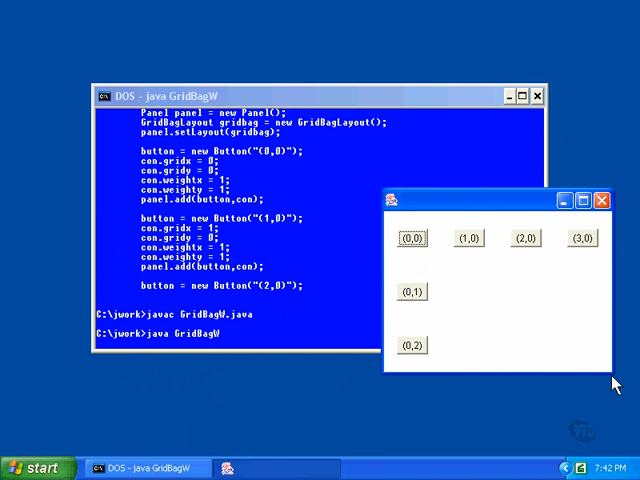 DOS - java GridBagW
Panel panel = new Panel();
GridBagLayout gridbag = new GridBagLayout();
panel.setLayout(gridbag);
button = new Button("(0,0)");
con.gridx = 0;
con.gridy = 0;
con.weightx = 1;
con.weighty = 1;
panel.add(button,con);
button = new Button("(1,0)");
con.gridx = 1;
con.gridy = 0;
con.weightx = 1;
con.weighty = 1;
panel.add(button,con);
button = new Button("(2,0)");
C:\jwork>javac GridBagW.java
C:\jwork>java GridBagW
(0,0) (1,0) (2,0) (3,0)
(0,1)
(0,2)
start DOS - java GridBagW 7:42 PM